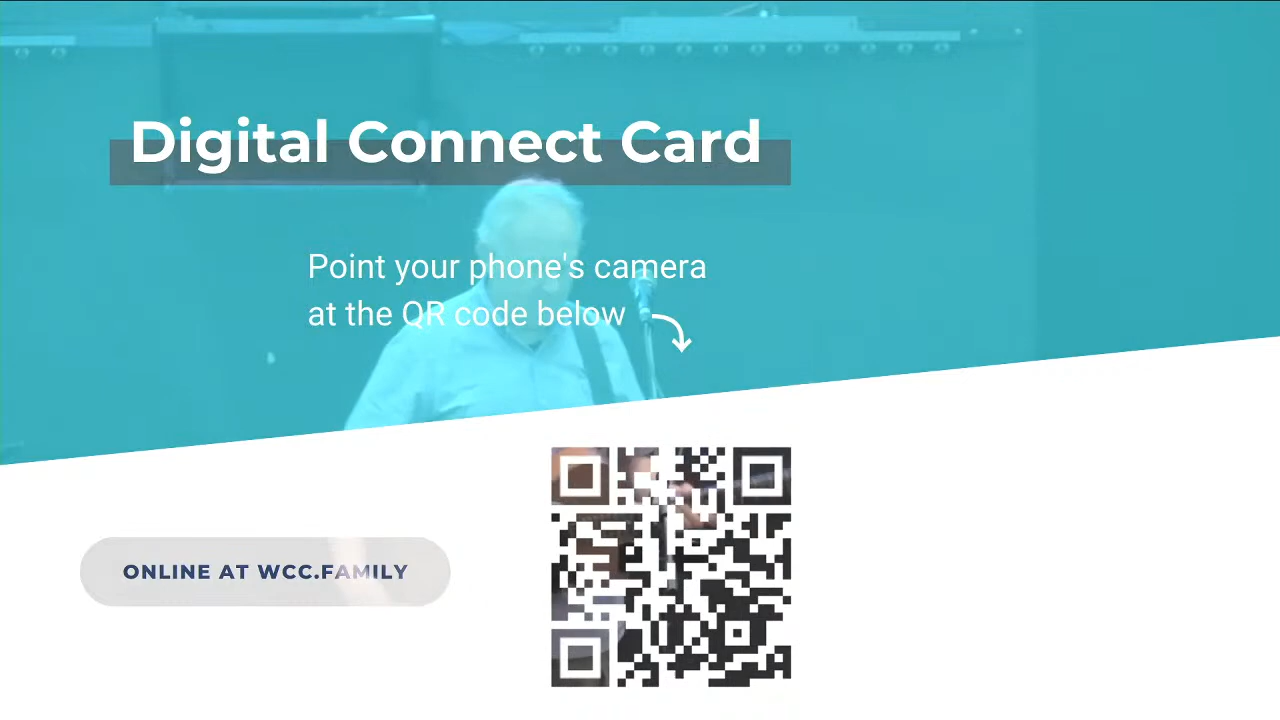 Digital Connect Card
Point your phone's camera
at the QR code below
ONLINE AT WCC.FAMILY